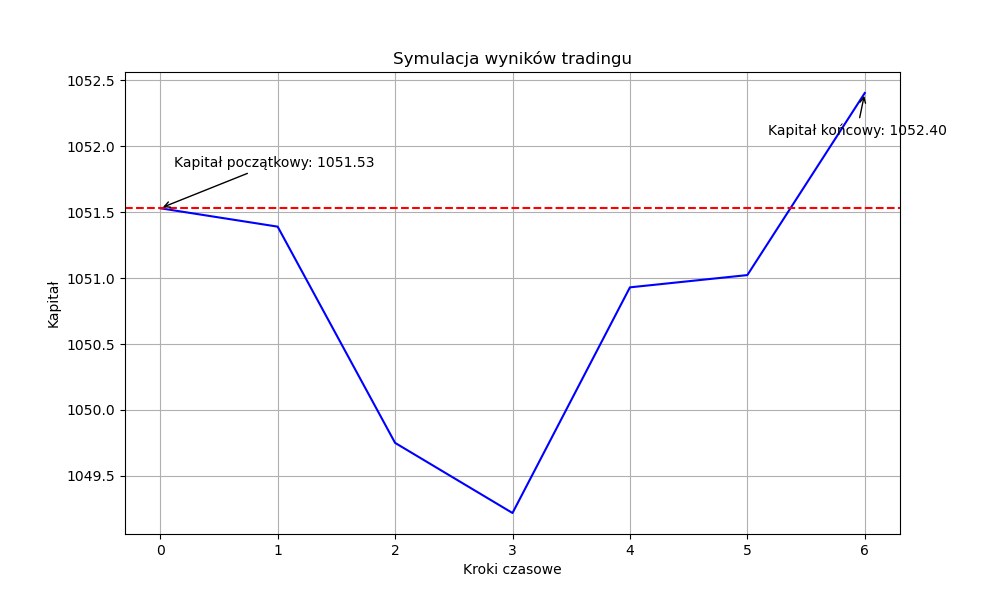 Symulacja wyników tradingu
1052.5
1052.0
1051.5
1051.0
1050.5
1050.0
1049.5
Kapitał
Kapitał początkowy: 1051.53
Kapitał końcowy: 1052.40
0 1 2 3 4 5 6
Kroki czasowe